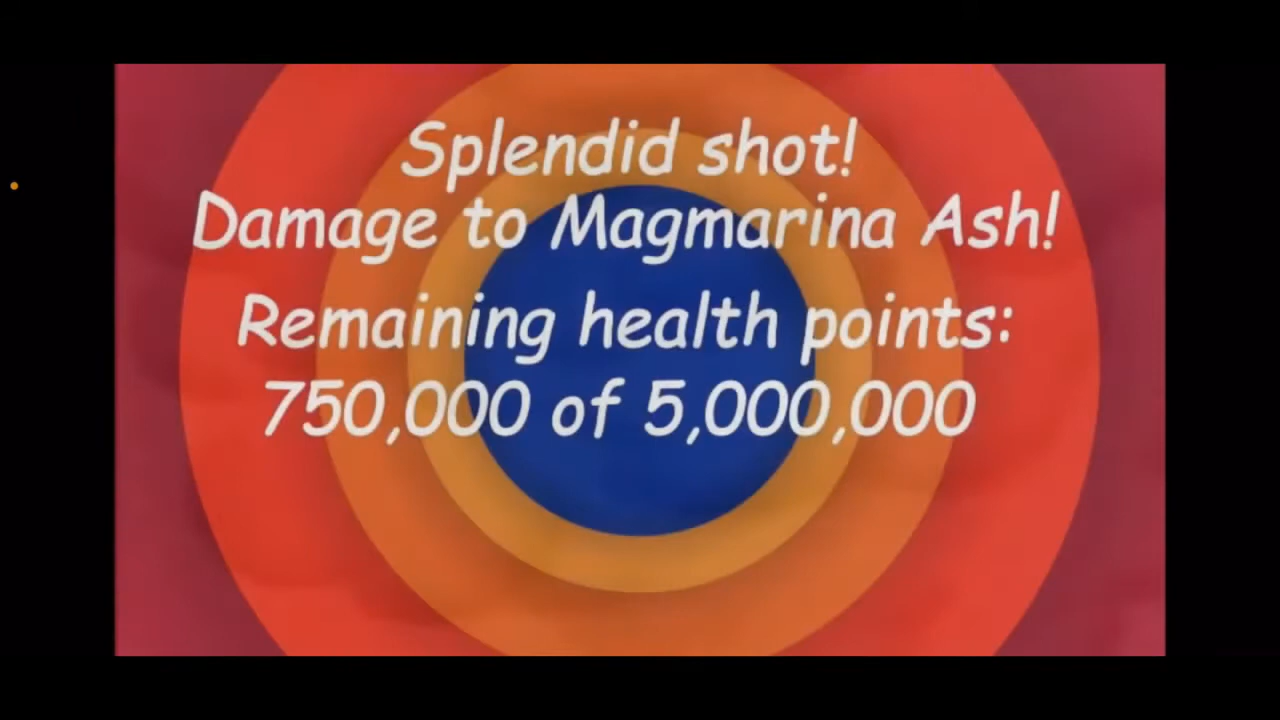 Splendid shot!
Damage to Magmarina Ash!
Remaining health points:
750,000 of 5,000,000